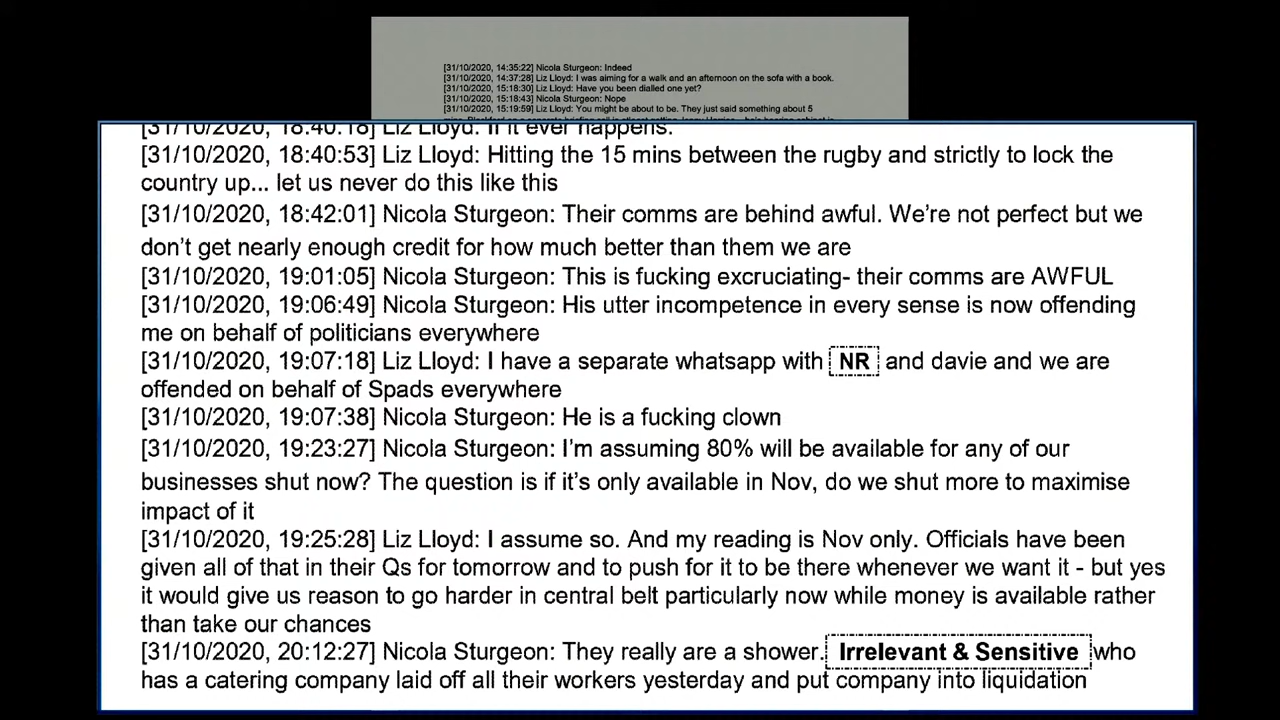 [31/10/2020, 14:35:22] Nicola Sturgeon: Indeed
[31/10/2020, 14:37:28] Liz Lloyd: I was aiming for a walk and an afternoon on the sofa with a book.
[31/10/2020, 15:18:30] Liz Lloyd: Have you been dialled one yet?
[31/10/2020, 15:18:43] Nicola Sturgeon: Nope
[31/10/2020, 15:19:59] Liz Lloyd: You might be about to be. They just said something about 5
[31/10/2020, 18:40:18] Liz Lloyd: If it ever happens.
[31/10/2020, 18:40:53] Liz Lloyd: Hitting the 15 mins between the rugby and strictly to lock the
country up... let us never do this like this
[31/10/2020, 18:42:01] Nicola Sturgeon: Their comms are behind awful. We’re not perfect but we
don’t get nearly enough credit for how much better than them we are
[31/10/2020, 19:01:05] Nicola Sturgeon: This is fucking excruciating- their comms are AWFUL
[31/10/2020, 19:06:49] Nicola Sturgeon: His utter incompetence in every sense is now offending
me on behalf of politicians everywhere
[31/10/2020, 19:07:18] Liz Lloyd: I have a separate whatsapp with NR and davie and we are
offended on behalf of Spads everywhere
[31/10/2020, 19:07:38] Nicola Sturgeon: He is a fucking clown
[31/10/2020, 19:23:27] Nicola Sturgeon: I’m assuming 80% will be available for any of our
businesses shut now? The question is if it’s only available in Nov, do we shut more to maximise
impact of it
[31/10/2020, 19:25:28] Liz Lloyd: I assume so. And my reading is Nov only. Officials have been
given all of that in their Qs for tomorrow and to push for it to be there whenever we want it - but yes
it would give us reason to go harder in central belt particularly now while money is available rather
than take our chances
[31/10/2020, 20:12:27] Nicola Sturgeon: They really are a shower. Irrelevant & Sensitive who
has a catering company laid off all their workers yesterday and put company into liquidation